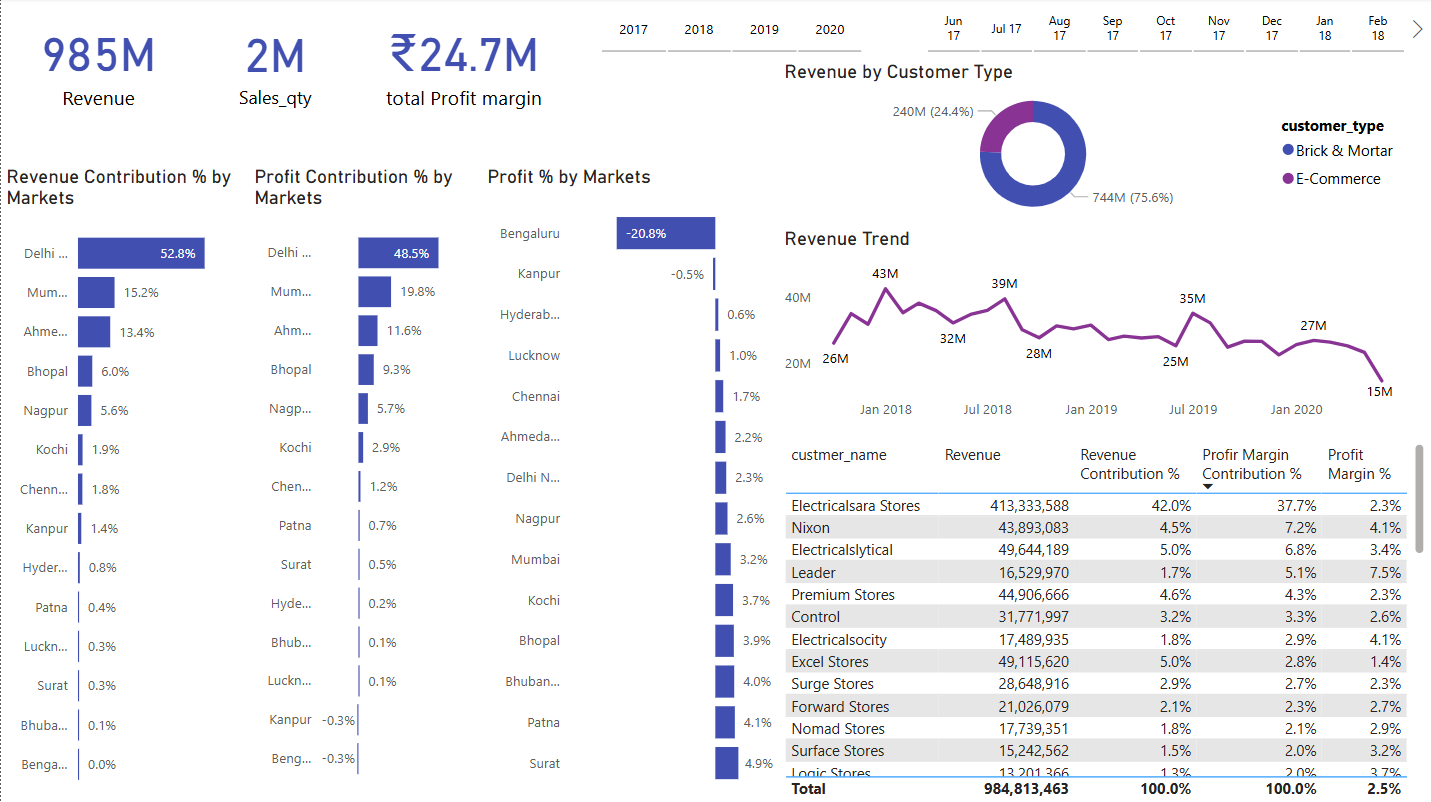 985M
Revenue
2M
Sales_qty
₹24.7M
total Profit margin
2017 2018 2019 2020
Jun 17 Jul 17 Aug 17 Sep 17 Oct 17 Nov 17 Dec 17 Jan 18 Feb 18
Revenue by Customer Type
240M (24.4%)
744M (75.6%)
customer_type
Brick & Mortar
E-Commerce
Revenue Contribution % by
Markets
Delhi ... 52.8%
Mum... 15.2%
Ahme... 13.4%
Bhopal 6.0%
Nagpur 5.6%
Kochi 1.9%
Chenn... 1.8%
Kanpur 1.4%
Hyder... 0.8%
Patna 0.4%
Luckn... 0.3%
Surat 0.3%
Bhuba... 0.1%
Benga... 0.0%
Profit Contribution % by
Markets
Delhi ... 48.5%
Mum... 19.8%
Ahm... 11.6%
Bhopal 9.3%
Nagp... 5.7%
Kochi 2.9%
Chen... 1.2%
Patna 0.7%
Surat 0.5%
Hyde... 0.2%
Bhub... 0.1%
Luckn... 0.1%
Kanpur -0.3%
Beng... -0.3%
Profit % by Markets
Bengaluru -20.8%
Kanpur -0.5%
Hyderab... 0.6%
Lucknow 1.0%
Chennai 1.7%
Ahmeda... 2.2%
Delhi N... 2.3%
Nagpur 2.6%
Mumbai 3.2%
Kochi 3.7%
Bhopal 3.9%
Bhuban... 4.0%
Patna 4.1%
Surat 4.9%
Revenue Trend
40M
20M
26M 43M 32M 39M 28M 25M 35M 27M 15M
Jan 2018 Jul 2018 Jan 2019 Jul 2019 Jan 2020
custmer_name Revenue Revenue Contribution % Profir Margin Contribution % Profit Margin %
Electricalsara Stores 413,333,588 42.0% 37.7% 2.3%
Nixon 43,893,083 4.5% 7.2% 4.1%
Electricalslytical 49,644,189 5.0% 6.8% 3.4%
Leader 16,529,970 1.7% 5.1% 7.5%
Premium Stores 44,906,666 4.6% 4.3% 2.3%
Control 31,771,997 3.2% 3.3% 2.6%
Electricalsocity 17,489,935 1.8% 2.9% 4.1%
Excel Stores 49,115,620 5.0% 2.8% 1.4%
Surge Stores 28,648,916 2.9% 2.7% 2.3%
Forward Stores 21,026,079 2.1% 2.3% 2.7%
Nomad Stores 17,739,351 1.8% 2.1% 2.9%
Surface Stores 15,242,562 1.5% 2.0% 3.2%
Logic Stores 13,201,366 1.3% 2.0% 3.7%
Total 984,813,463 100.0% 100.0% 2.5%